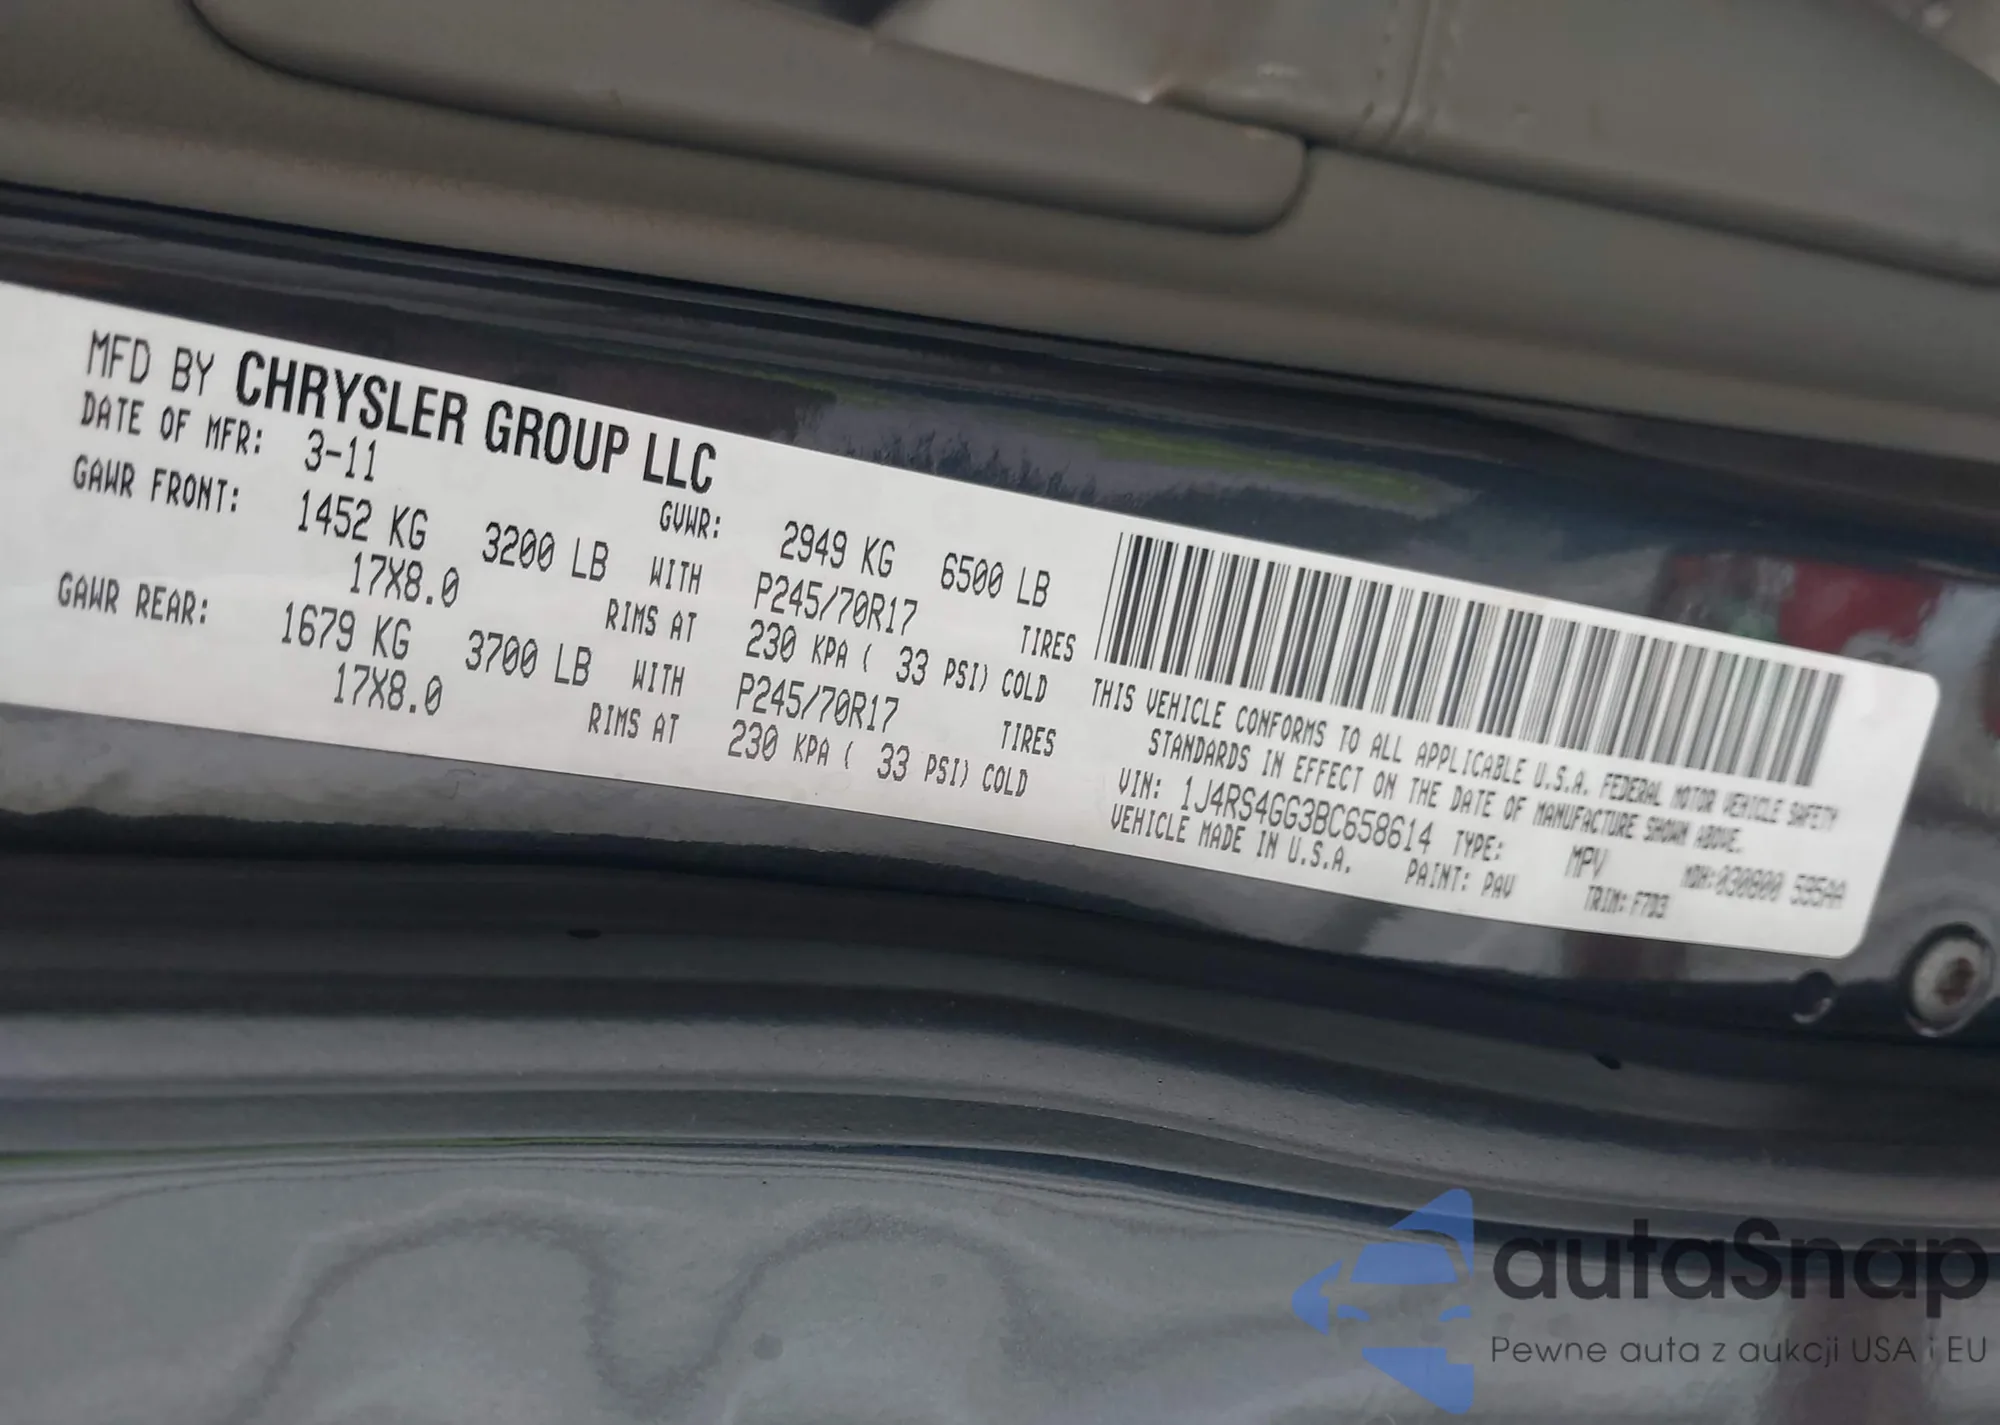 MFD BY CHRYSLER GROUP LLC
DATE OF MFR: 3-11 GVWR: 2949 KG 6500 LB
GAWR FRONT: 1452 KG 3200 LB WITH P245/70R17 TIRES
17X8.0 RIMS AT 230 KPA ( 33 PSI) COLD
GAWR REAR: 1679 KG 3700 LB WITH P245/70R17 TIRES
17X8.0 RIMS AT 230 KPA ( 33 PSI) COLD
THIS VEHICLE CONFORMS TO ALL APPLICABLE U.S.A. FEDERAL MOTOR VEHICLE SAFETY
STANDARDS IN EFFECT ON THE DATE OF MANUFACTURE SHOWN ABOVE.
VIN: 1J4RS4GG3BC658614 TYPE: MPV MDH:030800 595AA
VEHICLE MADE IN U.S.A. PAINT: PAV TRIM: F7D3
autaSnap
Pewne auta z aukcji USA i EU